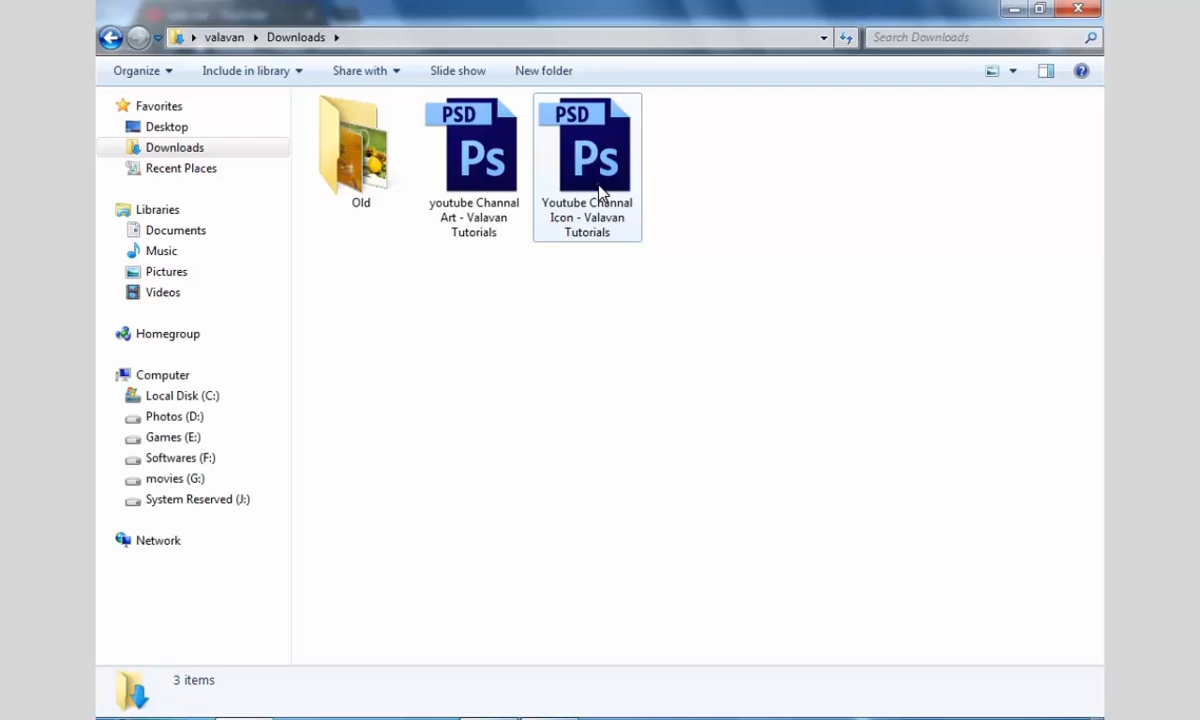 valavan Downloads
Search Downloads
Organize Include in library Share with Slide show New folder
Favorites
Desktop
Downloads
Recent Places
Libraries
Documents
Music
Pictures
Videos
Homegroup
Computer
Local Disk (C:)
Photos (D:)
Games (E:)
Softwares (F:)
movies (G:)
System Reserved (J:)
Network
Old
PSD
Ps
youtube Channal
Art - Valavan
Tutorials
PSD
Ps
Youtube Channal
Icon - Valavan
Tutorials
3 items